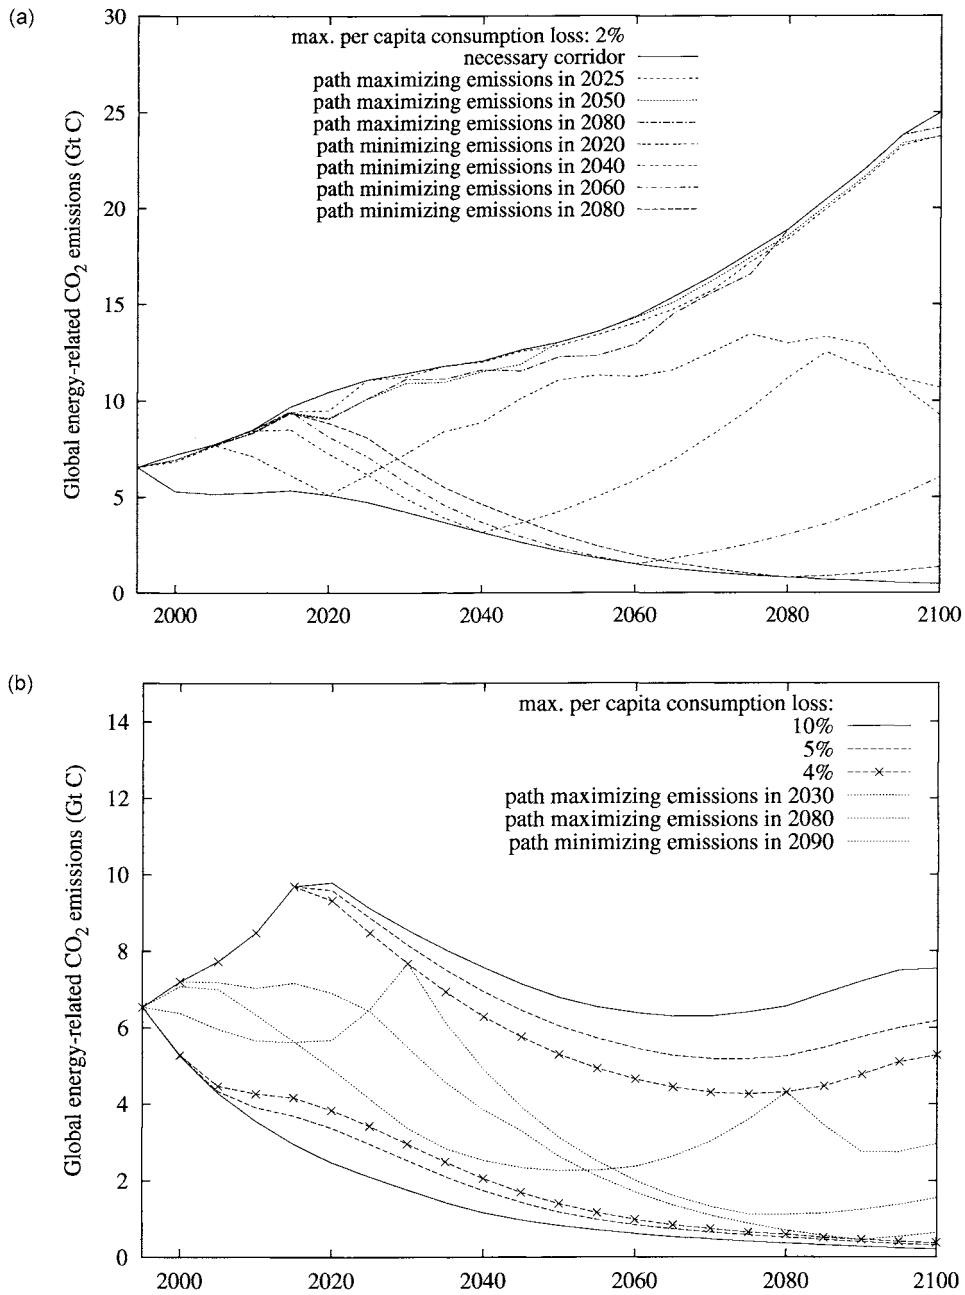 (a)
Global energy-related CO2 emissions (Gt C)
30
25
20
15
10
5
0
max. per capita consumption loss: 2%
necessary corridor
path maximizing emissions in 2025
path maximizing emissions in 2050
path maximizing emissions in 2080
path minimizing emissions in 2020
path minimizing emissions in 2040
path minimizing emissions in 2060
path minimizing emissions in 2080
2000 2020 2040 2060 2080 2100
(b)
Global energy-related CO2 emissions (Gt C)
14
12
10
8
6
4
2
0
max. per capita consumption loss:
10%
5%
4%
path maximizing emissions in 2030
path maximizing emissions in 2080
path minimizing emissions in 2090
2000 2020 2040 2060 2080 2100